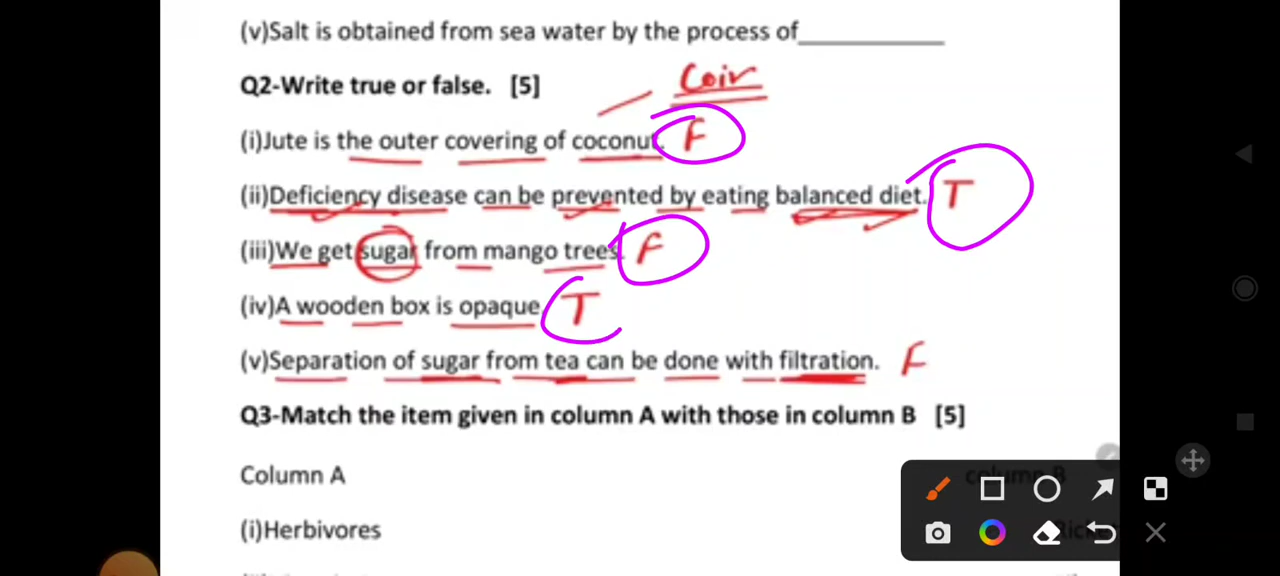 (v)Salt is obtained from sea water by the process of____________
Q2-Write true or false. [5]
Coir
(i)Jute is the outer covering of coconut. F
(ii)Deficiency disease can be prevented by eating balanced diet. T
(iii)We get sugar from mango trees. F
(iv)A wooden box is opaque. T
(v)Separation of sugar from tea can be done with filtration. F
Q3-Match the item given in column A with those in column B [5]
Column A column B
(i)Herbivores